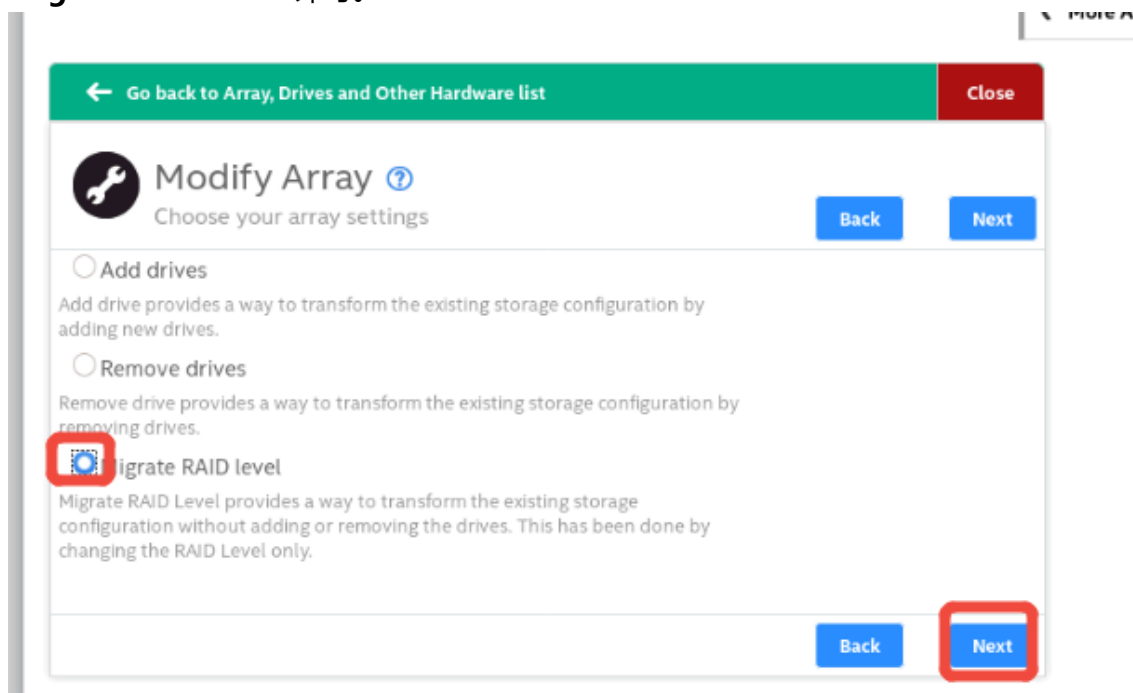 More A
Go back to Array, Drives and Other Hardware list
Close
Modify Array
Choose your array settings
Back
Next
Add drives
Add drive provides a way to transform the existing storage configuration by
adding new drives.
Remove drives
Remove drive provides a way to transform the existing storage configuration by
removing drives.
igrate RAID level
Migrate RAID Level provides a way to transform the existing storage
configuration without adding or removing the drives. This has been done by
changing the RAID Level only.
Back
Next